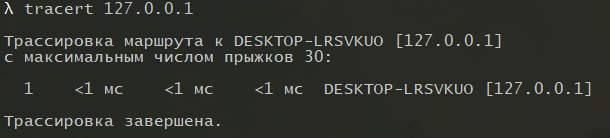 λ tracert 127.0.0.1
Трассировка маршрута к DESKTOP-LRSVKUO [127.0.0.1]
с максимальным числом прыжков 30:
1 <1 мс <1 мс <1 мс DESKTOP-LRSVKUO [127.0.0.1]
Трассировка завершена.